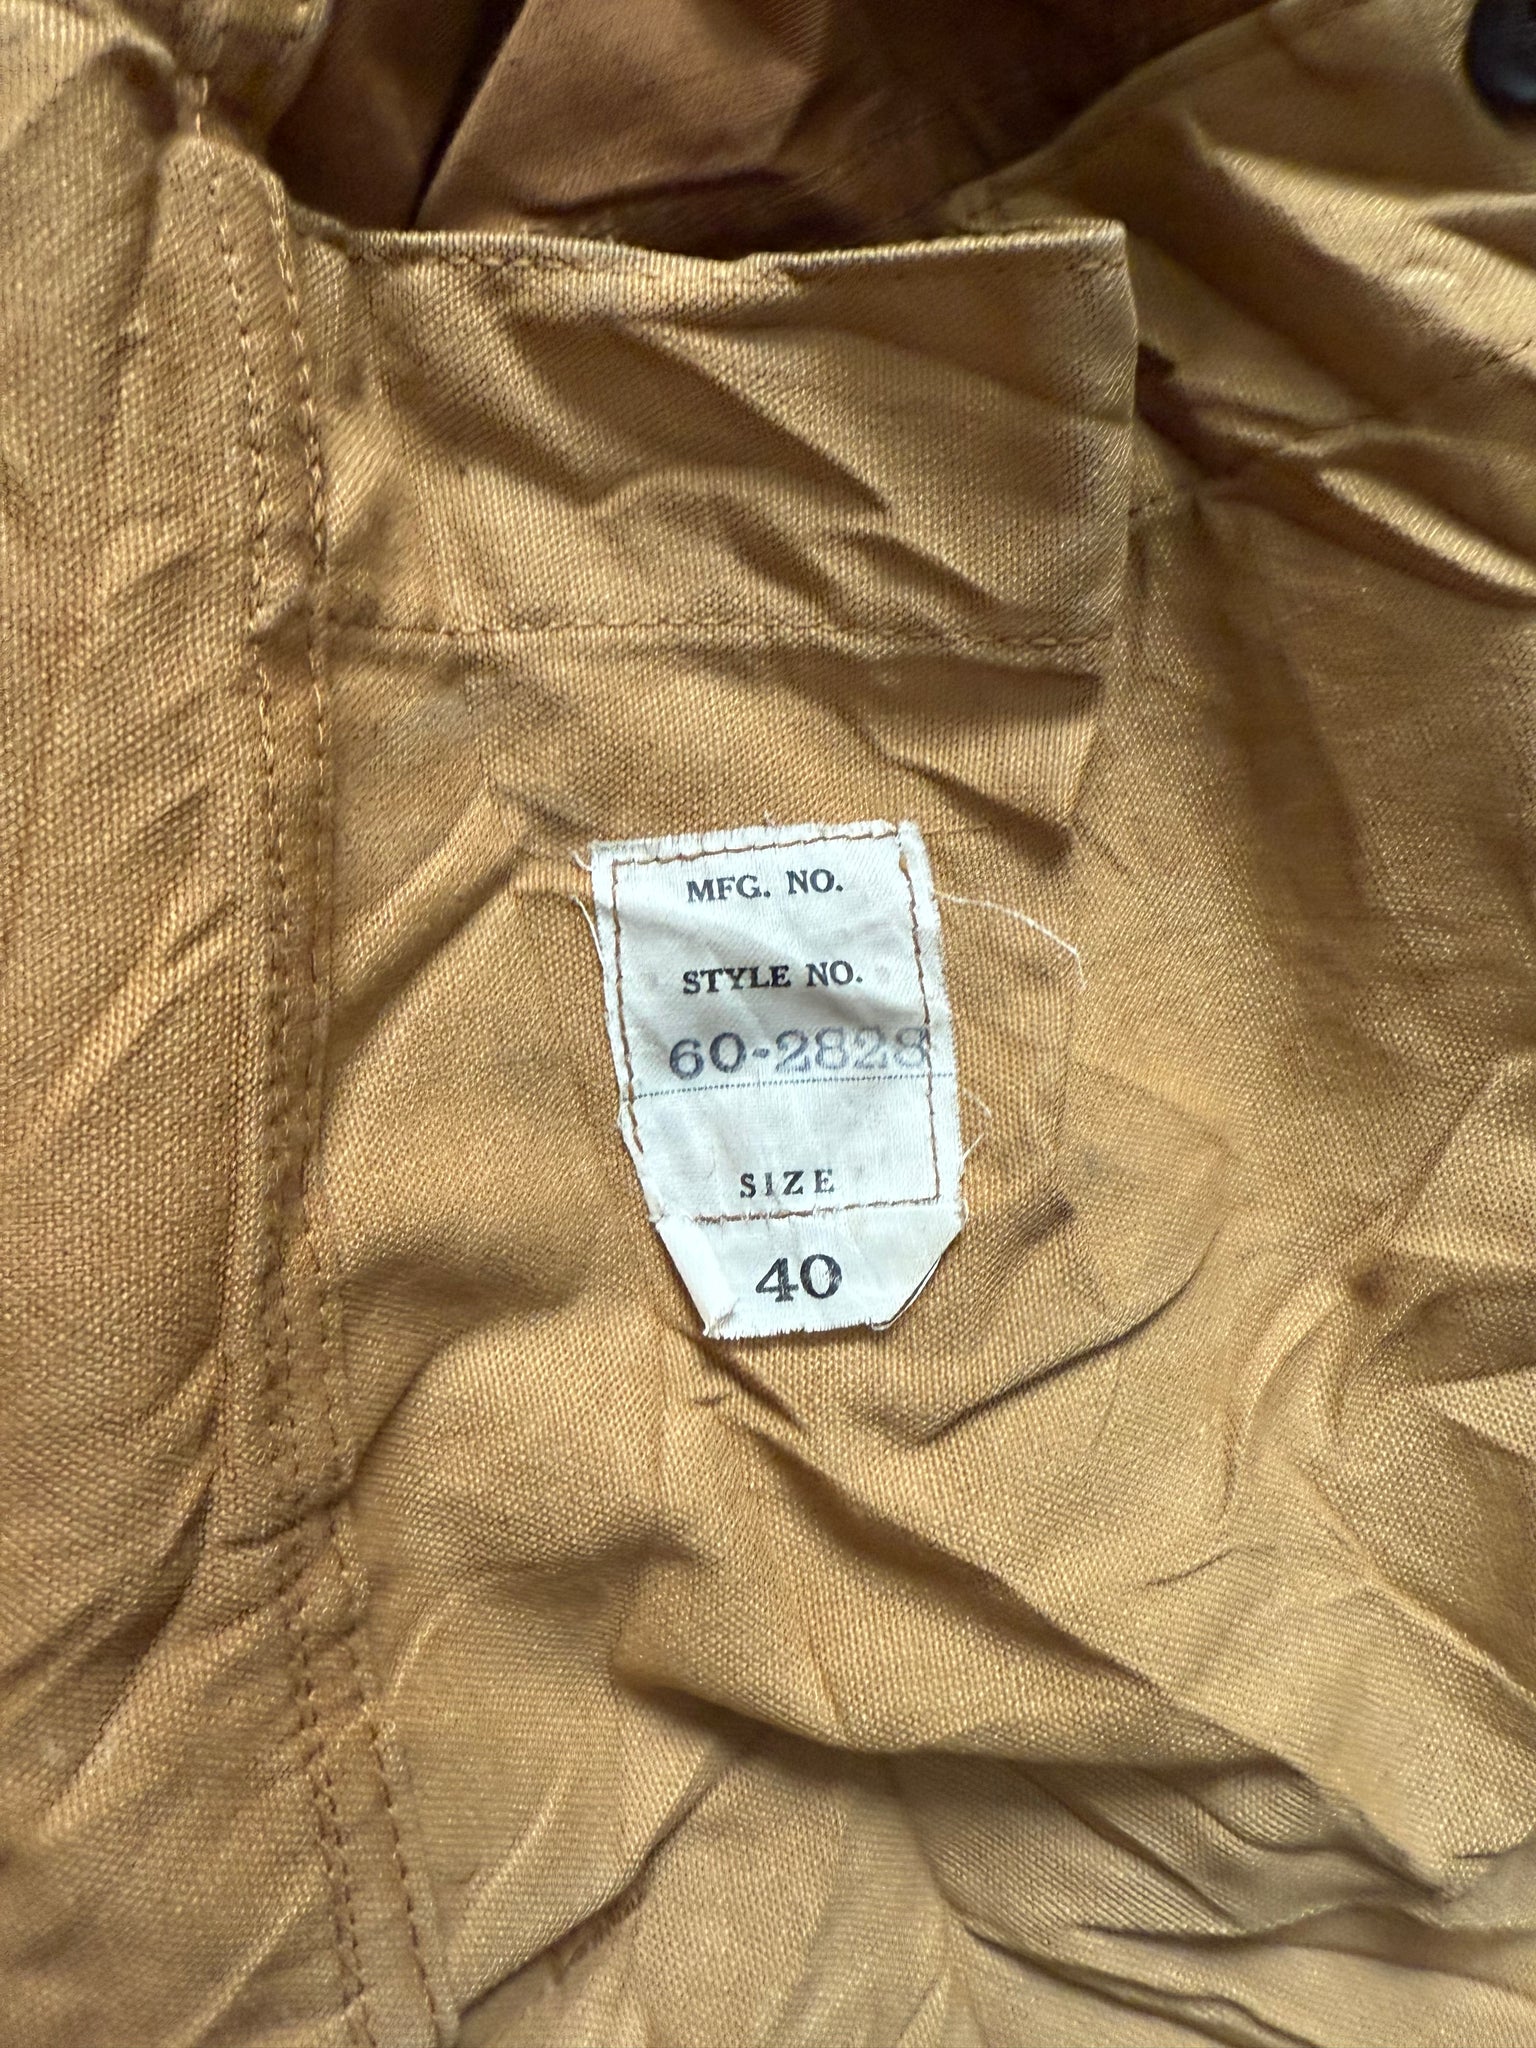 MFG. NO.
STYLE NO.
60-2828
SIZE
40